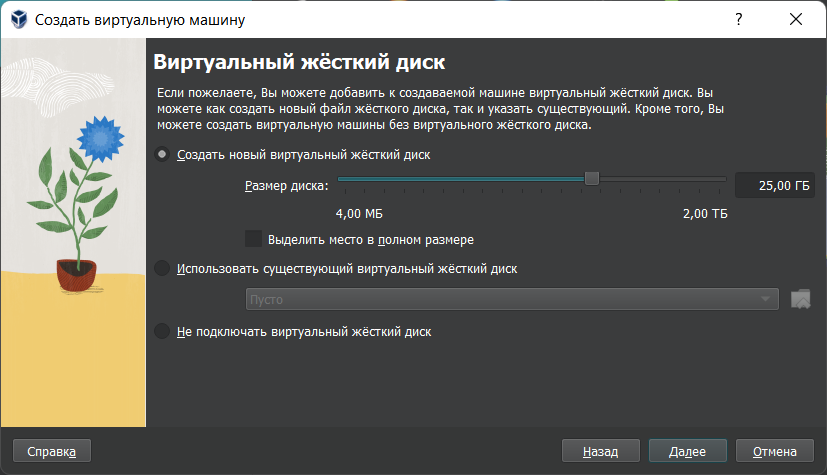 Создать виртуальную машину
?
Виртуальный жёсткий диск
Если пожелаете, Вы можете добавить к создаваемой машине виртуальный жёсткий диск. Вы
можете как создать новый файл жёсткого диска, так и указать существующий. Кроме того, Вы
можете создать виртуальную машины без виртуального жёсткого диска.
Создать новый виртуальный жёсткий диск
Размер диска:
25,00 ГБ
4,00 МБ
2,00 ТБ
Выделить место в полном размере
Использовать существующий виртуальный жёсткий диск
Пусто
Не подключать виртуальный жёсткий диск
Справка
Назад
Далее
Отмена